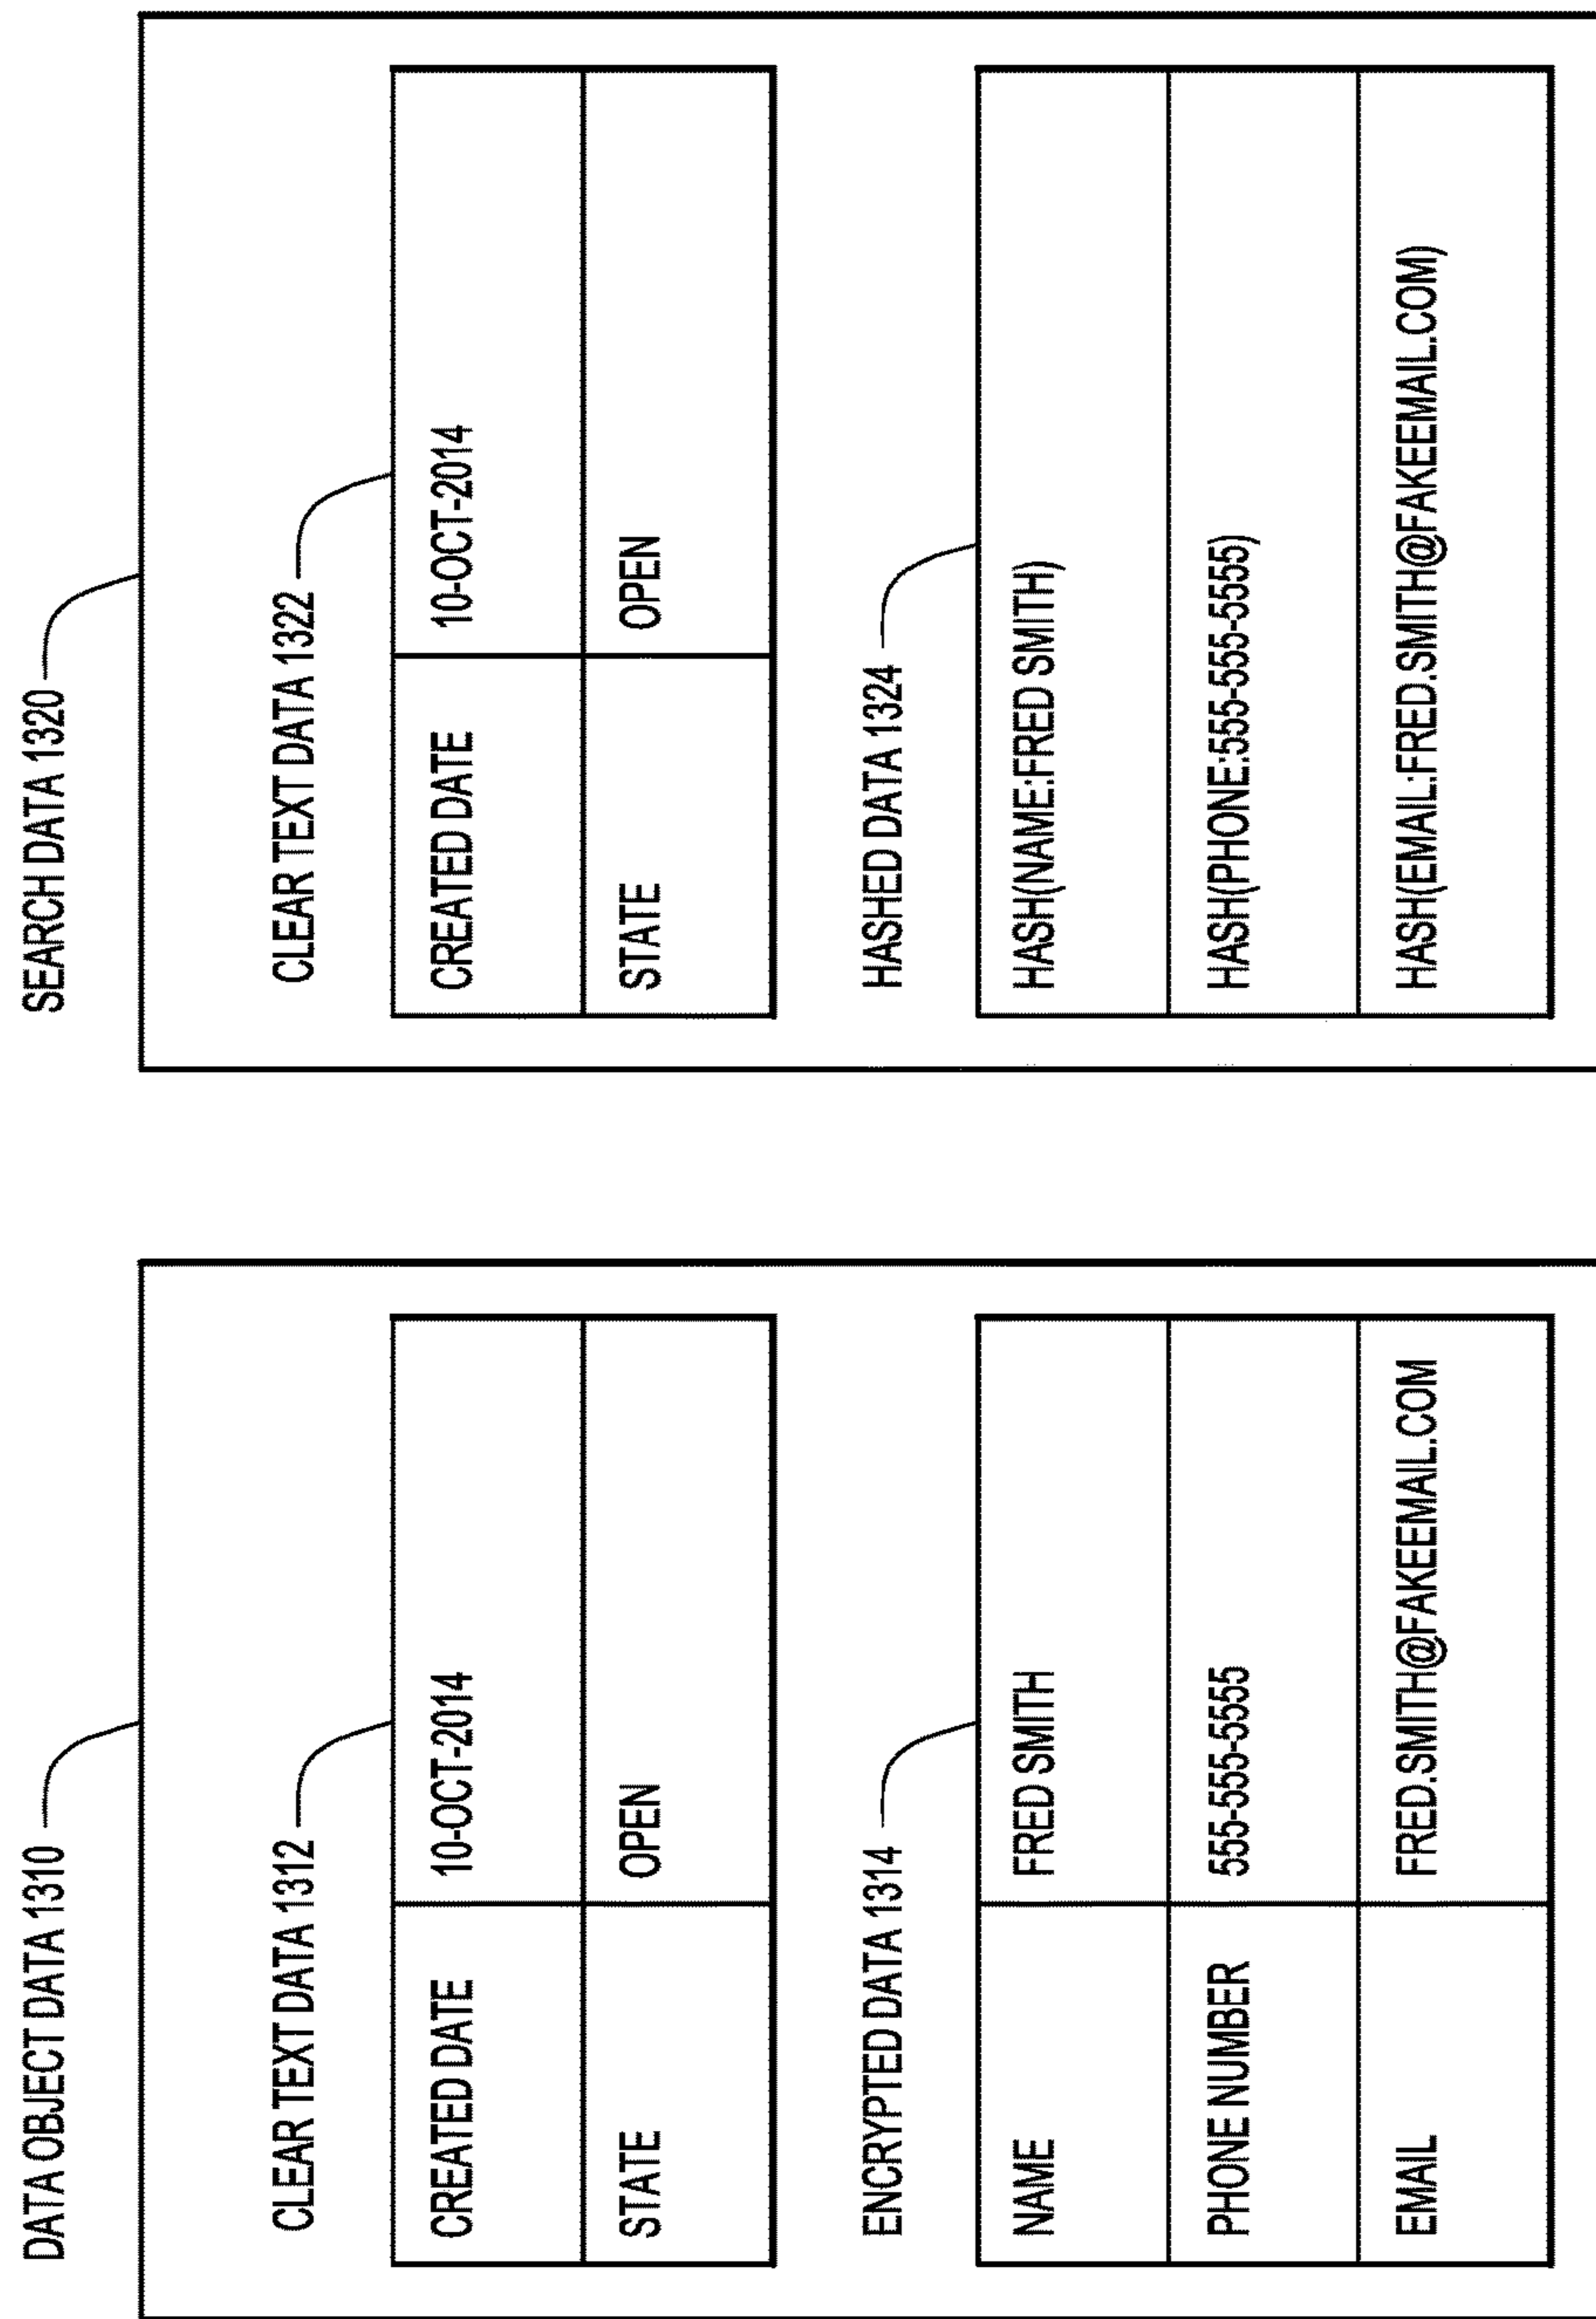 DATA OBJECT DATA 1310
CLEAR TEXT DATA 1312
CREATED DATE 10-OCT-2014
STATE OPEN
ENCRYPTED DATA 1314
NAME FRED SMITH
PHONE NUMBER 555-555-5555
EMAIL FRED.SMITH@FAKEEMAIL.COM
SEARCH DATA 1320
CLEAR TEXT DATA 1322
CREATED DATE 10-OCT-2014
STATE OPEN
HASHED DATA 1324
HASH(NAME:FRED SMITH)
HASH(PHONE:555-555-5555)
HASH(EMAIL:FRED.SMITH@FAKEEMAIL.COM)